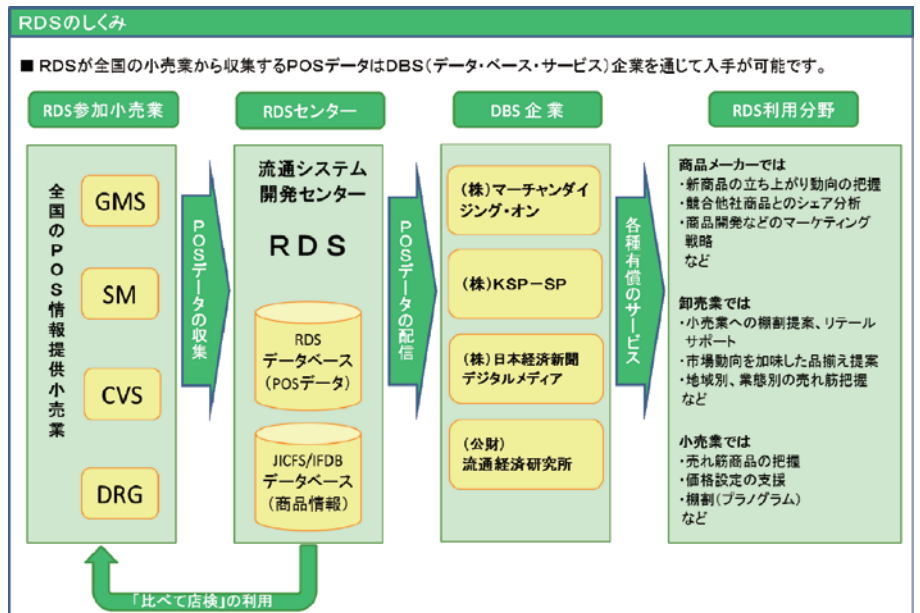 RDSのしくみ
■ RDSが全国の小売業から収集するPOSデータはDBS(データ・ベース・サービス)企業を通じて入手が可能です。
RDS参加小売業
全国のPOS情報提供小売業
GMS
SM
CVS
DRG
POSデータの収集
RDSセンター
流通システム
開発センター
RDS
RDS
データベース
(POSデータ)
JICFS/IFDB
データベース
(商品情報)
POSデータの配信
DBS 企業
(株)マーチャンダイ
ジング・オン
(株)KSP-SP
(株)日本経済新聞
デジタルメディア
(公財)
流通経済研究所
各種有償のサービス
RDS利用分野
商品メーカーでは
・新商品の立ち上がり動向の把握
・競合他社商品とのシェア分析
・商品開発などのマーケティング
戦略
など
卸売業では
・小売業への棚割提案、リテール
サポート
・市場動向を加味した品揃え提案
・地域別、業態別の売れ筋把握
など
小売業では
・売れ筋商品の把握
・価格設定の支援
・棚割(プラノグラム)
など
「比べて店検」の利用